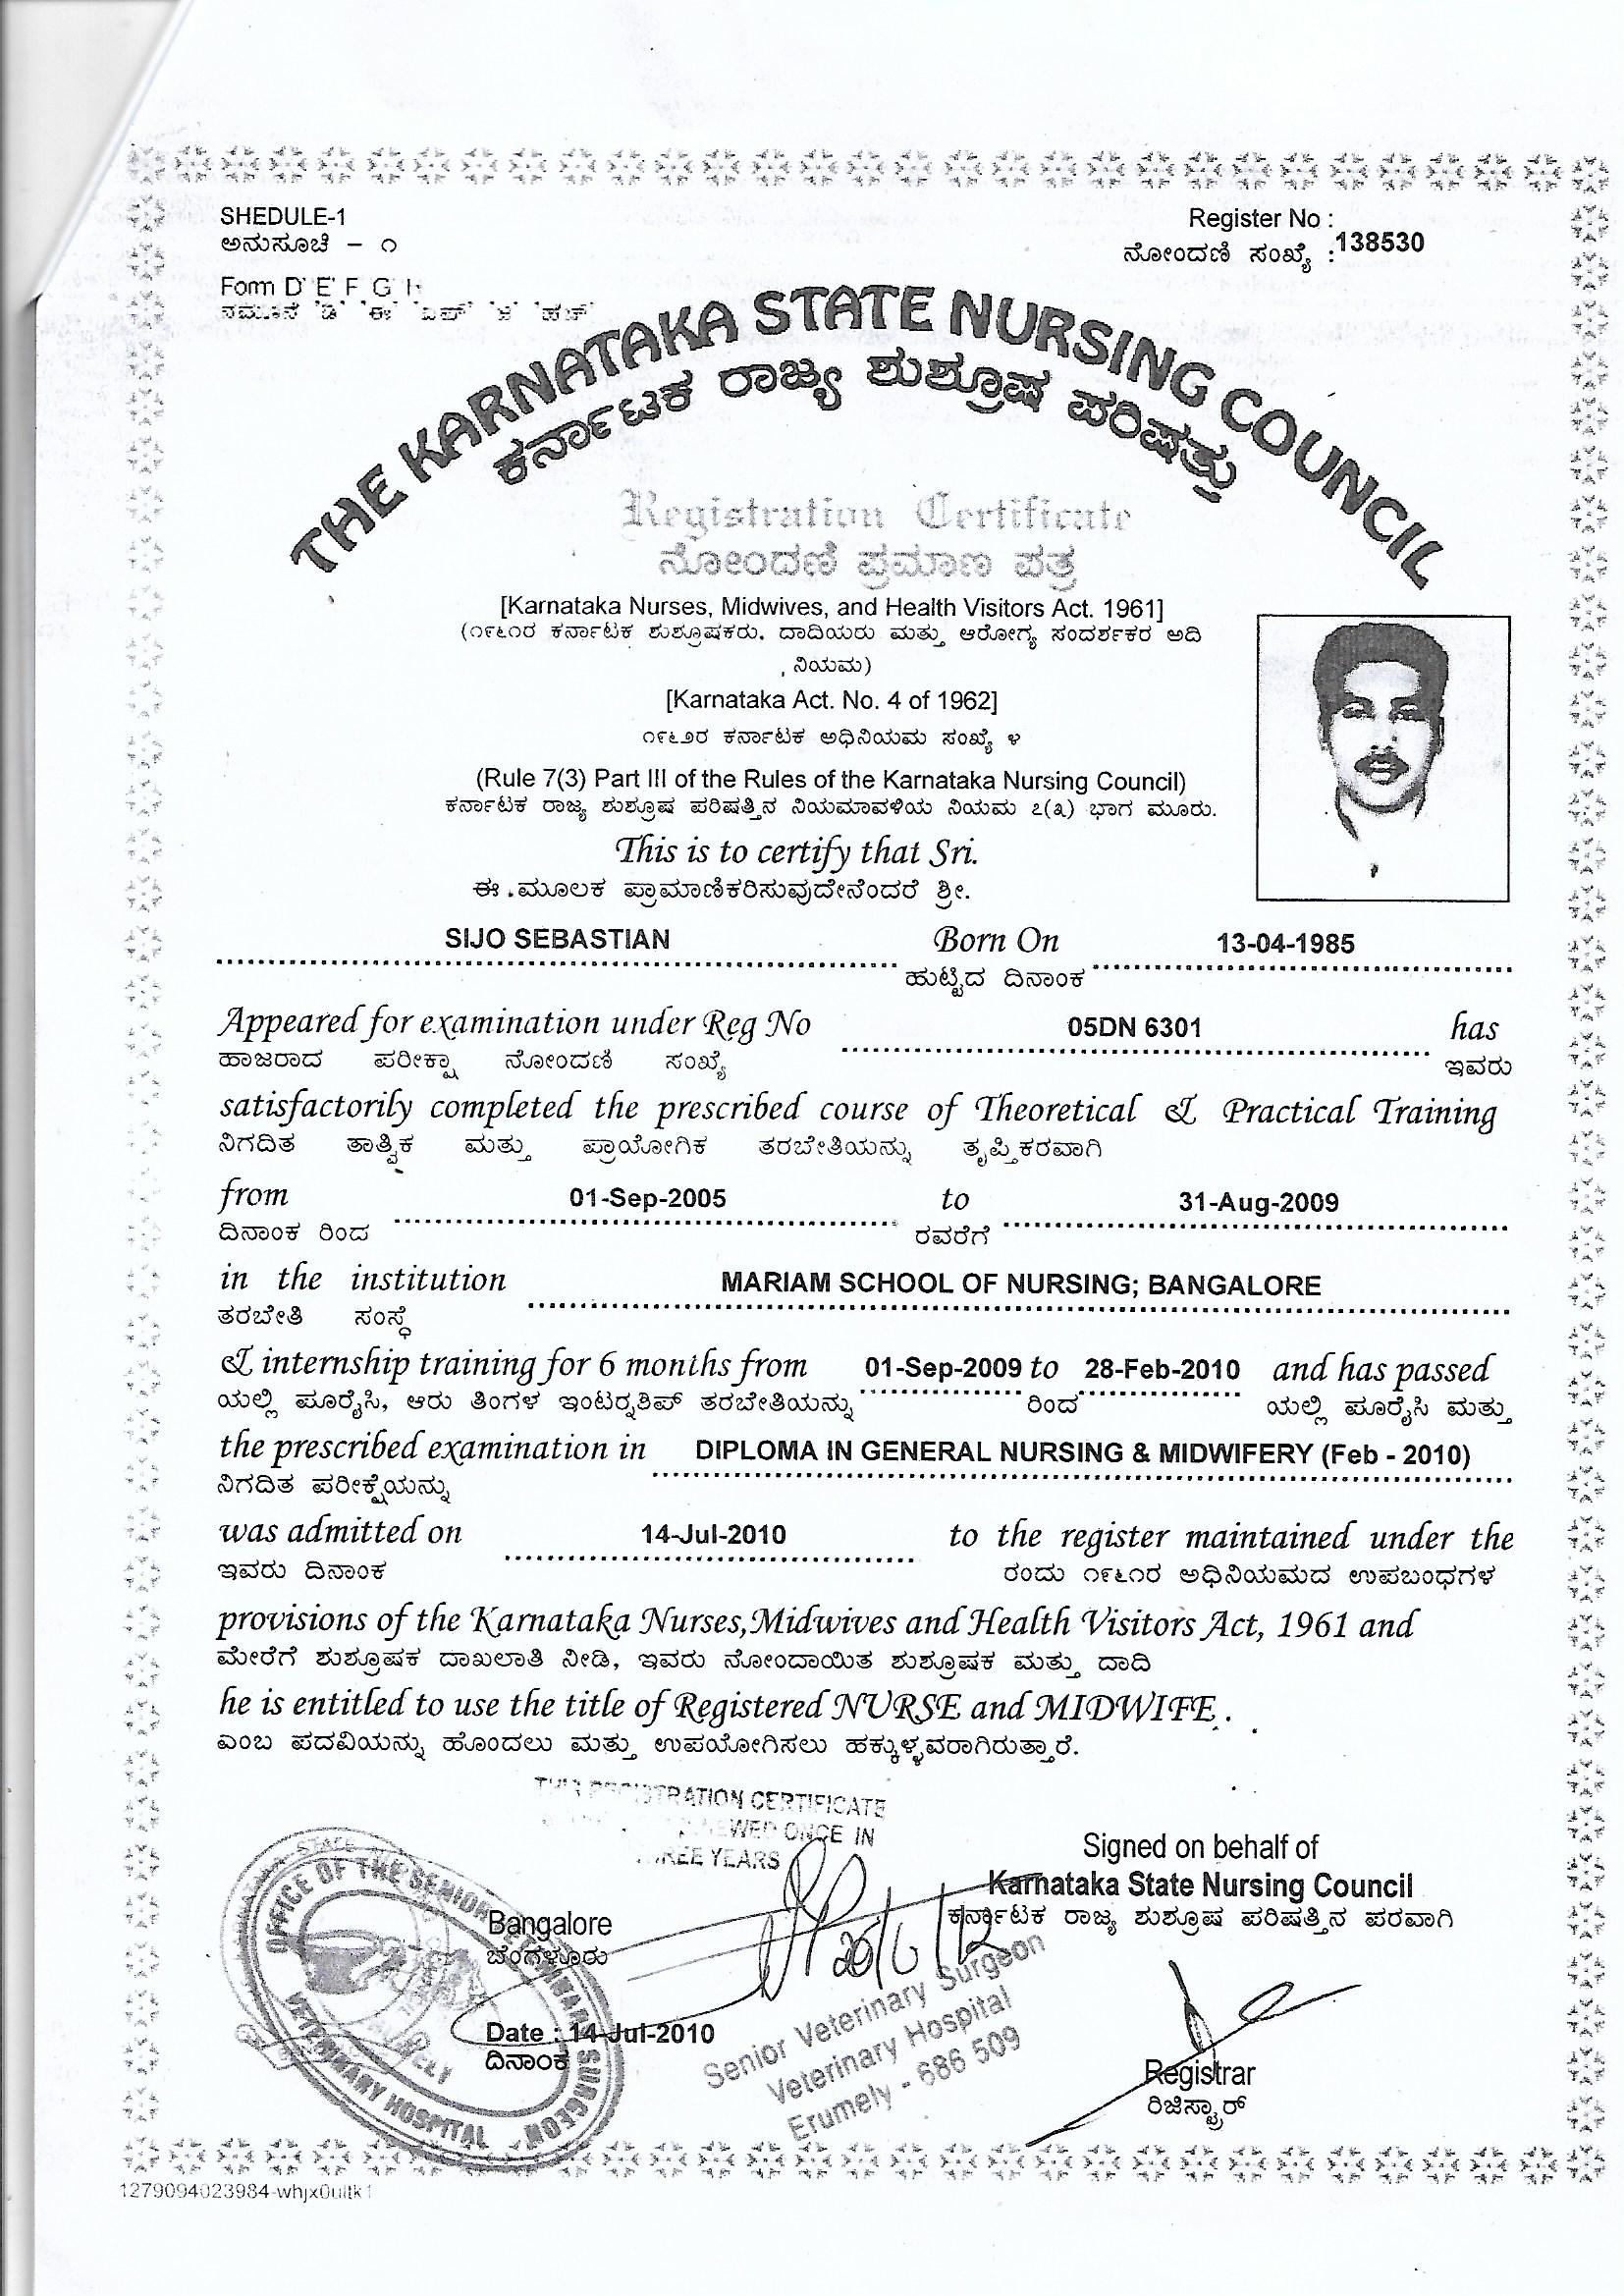 SHEDULE-1
ಅನುಸೂಚಿ - ೧
Register No :
ನೋಂದಣಿ ಸಂಖ್ಯೆ : 138530
Form D' E' F G
ನಮೂನೆ 'ಡಿ' 'ಈ' 'ಎಫ್' 'ಹೆಚ್'
THE KARNATAKA STATE NURSING COUNCIL
ಕರ್ನಾಟಕ ರಾಜ್ಯ ಶುಶ್ರೂಷ ಪರಿಷತ್ತು
Registration Certificate
ನೋಂದಣಿ ಪ್ರಮಾಣ ಪತ್ರ
[Karnataka Nurses, Midwives, and Health Visitors Act. 1961]
(೧೯೬೧ರ ಕರ್ನಾಟಕ ಶುಶ್ರೂಷಕರು. ದಾದಿಯರು ಮತ್ತು ಆರೋಗ್ಯ ಸಂದರ್ಶಕರ ಅದಿ
ನಿಯಮ)
[Karnataka Act. No. 4 of 1962]
೧೯೬೨ರ ಕರ್ನಾಟಕ ಅಧಿನಿಯಮ ಸಂಖ್ಯೆ ೪
(Rule 7(3) Part III of the Rules of the Karnataka Nursing Council)
ಕರ್ನಾಟಕ ರಾಜ್ಯ ಶುಶ್ರೂಷ ಪರಿಷತ್ತಿನ ನಿಯಮಾವಳಿಯ ನಿಯಮ ೭(೩) ಭಾಗ ಮೂರು.
This is to certify that Sri.
ಈ ಮೂಲಕ ಪ್ರಾಮಾಣಿಕರಿಸುವುದೇನೆಂದರೆ ಶ್ರೀ.
SIJO SEBASTIAN Born On 13-04-1985
ಹುಟ್ಟಿದ ದಿನಾಂಕ
Appeared for examination under Reg No 05DN 6301 has
ಹಾಜರಾದ ಪರೀಕ್ಷಾ ನೋಂದಣಿ ಸಂಖ್ಯೆ ಇವರು
satisfactorily completed the prescribed course of Theoretical & Practical Training
ನಿಗದಿತ ತಾತ್ವಿಕ ಮತ್ತು ಪ್ರಾಯೋಗಿಕ ತರಬೇತಿಯನ್ನು ತೃಪ್ತಿಕರವಾಗಿ
from 01-Sep-2005 to 31-Aug-2009
ದಿನಾಂಕ ರಿಂದ ರವರೆಗೆ
in the institution MARIAM SCHOOL OF NURSING; BANGALORE
ತರಬೇತಿ ಸಂಸ್ಥೆ
& internship training for 6 months from 01-Sep-2009 to 28-Feb-2010 and has passed
ಯಲ್ಲಿ ಪೂರೈಸಿ, ಆರು ತಿಂಗಳ ಇಂಟರ್ನ್ಶಿಪ್ ತರಬೇತಿಯನ್ನು ರಿಂದ ಯಲ್ಲಿ ಪೂರೈಸಿ ಮತ್ತು
the prescribed examination in DIPLOMA IN GENERAL NURSING & MIDWIFERY (Feb - 2010)
ನಿಗದಿತ ಪರೀಕ್ಷೆಯನ್ನು
was admitted on 14-Jul-2010 to the register maintained under the
ಇವರು ದಿನಾಂಕ ರಂದು ೧೯೬೧ರ ಅಧಿನಿಯಮದ ಉಪಬಂಧಗಳ
provisions of the Karnataka Nurses,Midwives and Health Visitors Act, 1961 and
ಮೇರೆಗೆ ಶುಶ್ರೂಷಕ ದಾಖಲಾತಿ ನೀಡಿ, ಇವರು ನೋಂದಾಯಿತ ಶುಶ್ರೂಷಕ ಮತ್ತು ದಾದಿ
he is entitled to use the title of Registered NURSE and MIDWIFE.
ಎಂಬ ಪದವಿಯನ್ನು ಹೊಂದಲು ಮತ್ತು ಉಪಯೋಗಿಸಲು ಹಕ್ಕುಳ್ಳವರಾಗಿರುತ್ತಾರೆ.
THIS REGISTRATION CERTIFICATE
ONCE IN
THREE YEARS
Signed on behalf of
Karnataka State Nursing Council
ಕರ್ನಾಟಕ ರಾಜ್ಯ ಶುಶ್ರೂಷ ಪರಿಷತ್ತಿನ ಪರವಾಗಿ
OFFICE OF THE SENIOR VETERINARY SURGEON
VETERINARY HOSPITAL
Bangalore
ಬೆಂಗಳೂರು
Date : 14-Jul-2010
ದಿನಾಂಕ
Senior Veterinary Surgeon
Veterinary Hospital
Erumely - 686 509
Registrar
ರಿಜಿಸ್ಟ್ರಾರ್